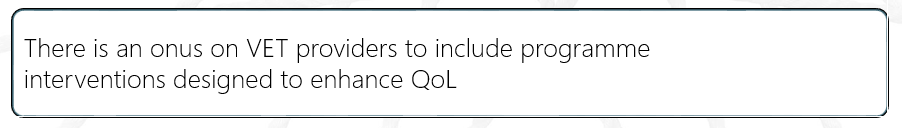 There is an onus on VET providers to include programme
interventions designed to enhance QoL